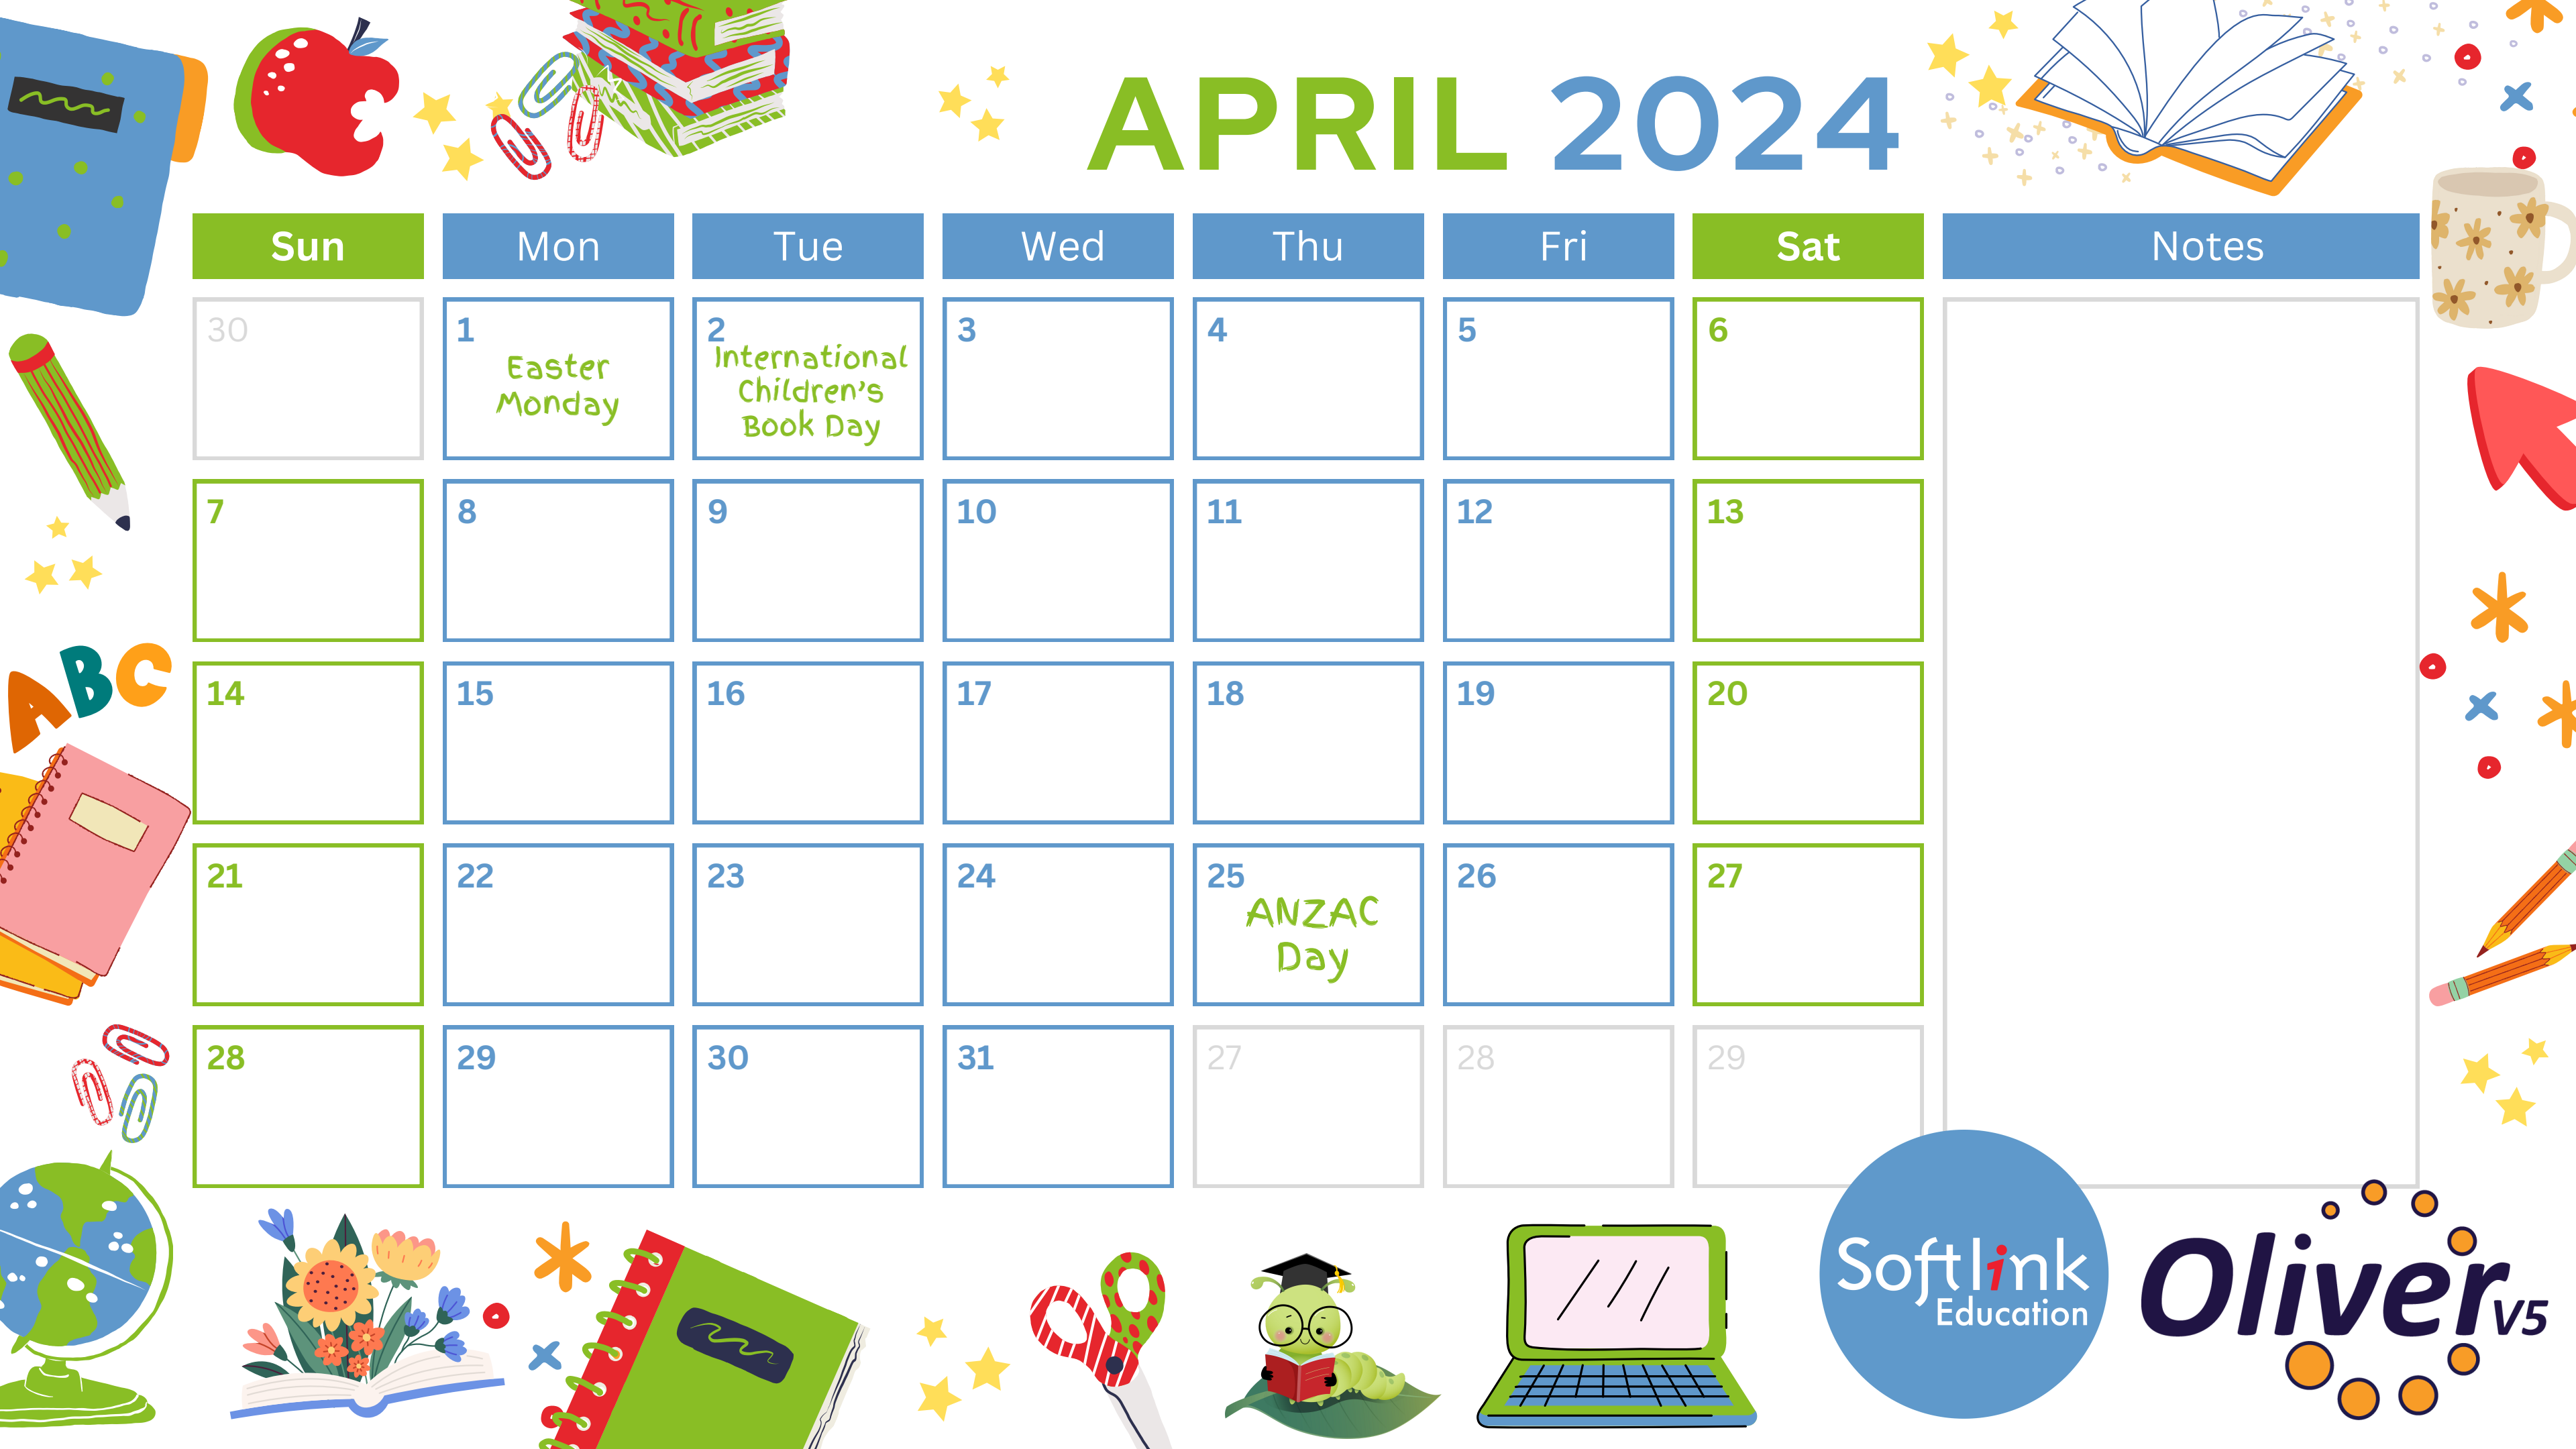 APRIL 2024
Sun Mon Tue Wed Thu Fri Sat Notes
30 1 2 3 4 5 6
Easter
Monday
International
Children's
Book Day
7 8 9 10 11 12 13
14 15 16 17 18 19 20
21 22 23 24 25 26 27
ANZAC
Day
28 29 30 31 27 28 29
ABC
Softlink
Education
Oliver V5